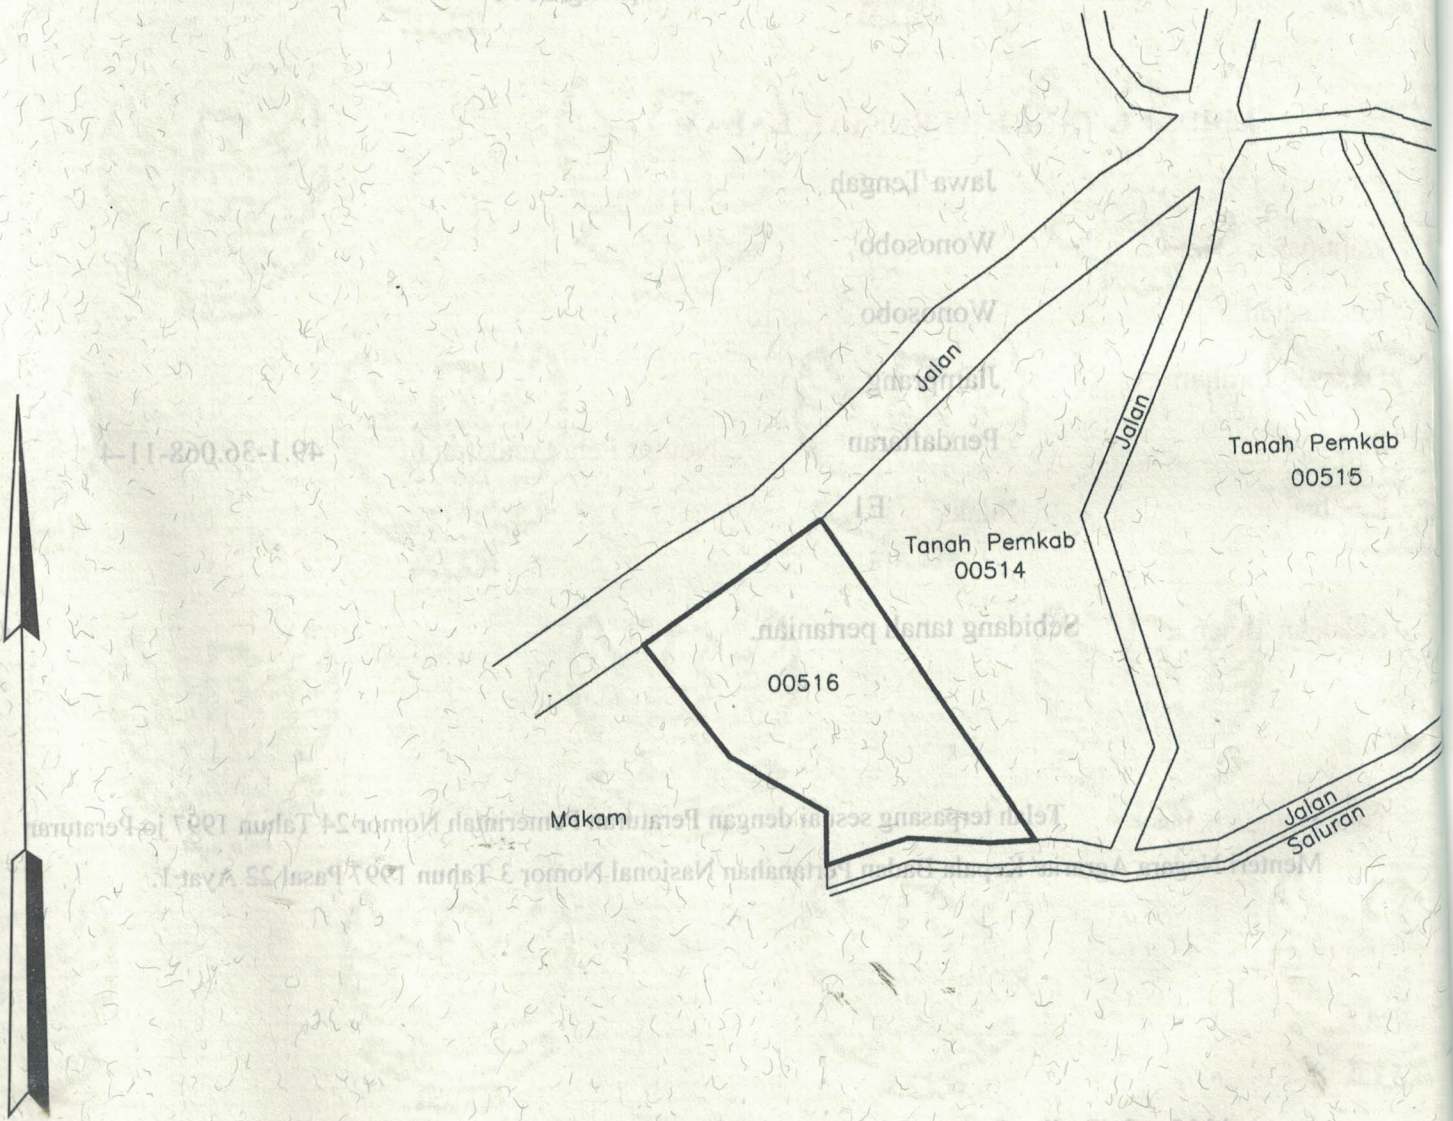 Jawa Tengah
Wonosobo
Wonosobo
Jlamprang
Jalan
Jalan
Pendaftaran
49.1-36.068-11-4
Tanah Pemkab
00515
E1
Tanah Pemkab
00514
Sebidang tanah pertanian.
00516
Jalan
Saluran
Makam
Telah terpasang sesuai dengan Peraturan Pemerintah Nomor 24 Tahun 1997 jo Peraturan
Menteri Negara Agraria Kepala Badan Pertanahan Nasional Nomor 3 Tahun 1997 Pasal 22 Ayat 1.